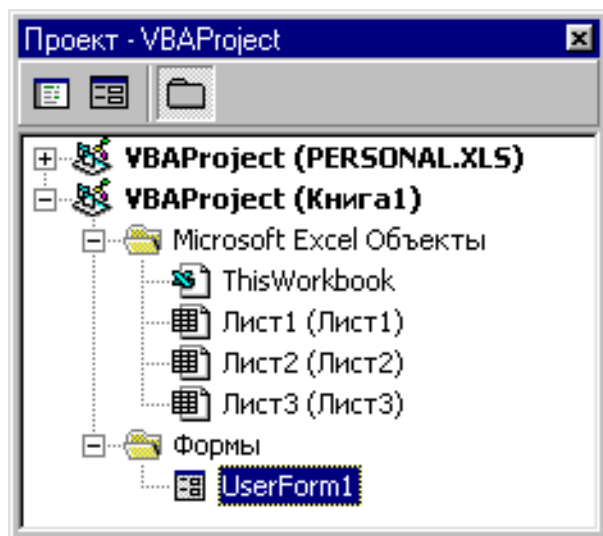 Проект - VBAProject
VBAProject (PERSONAL.XLS)
VBAProject (Книга1)
Microsoft Excel Объекты
ThisWorkbook
Лист1 (Лист1)
Лист2 (Лист2)
Лист3 (Лист3)
Формы
UserForm1